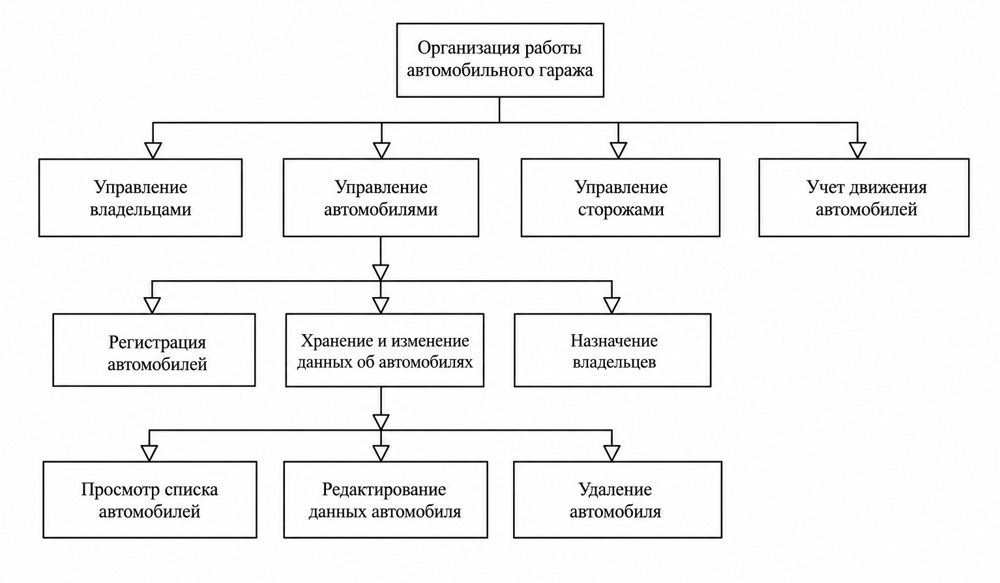 Организация работы
автомобильного гаража
Управление
владельцами
Управление
автомобилями
Управление
сторожами
Учет движения
автомобилей
Регистрация
автомобилей
Хранение и изменение
данных об автомобилях
Назначение
владельцев
Просмотр списка
автомобилей
Редактирование
данных автомобиля
Удаление
автомобиля